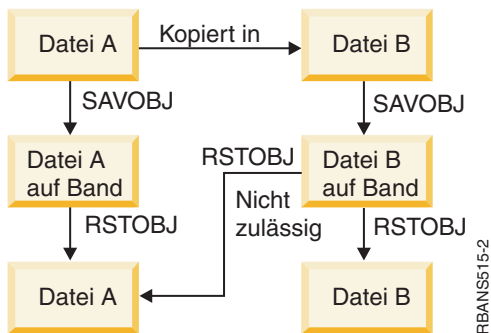 Datei A
Kopiert in
Datei B
SAVOBJ
SAVOBJ
Datei A
auf Band
RSTOBJ
Datei B
auf Band
Nicht
zulässig
RSTOBJ
RSTOBJ
Datei A
Datei B
RBANS515-2